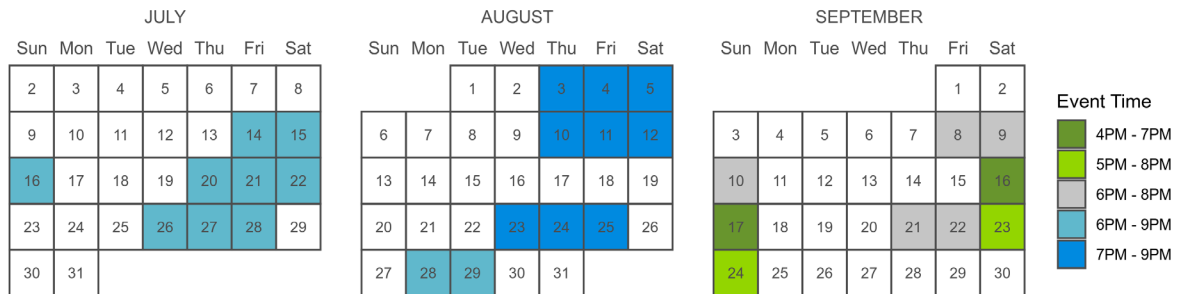 JULY
Sun Mon Tue Wed Thu Fri Sat
2 3 4 5 6 7 8
9 10 11 12 13 14 15
16 17 18 19 20 21 22
23 24 25 26 27 28 29
30 31
AUGUST
Sun Mon Tue Wed Thu Fri Sat
1 2 3 4 5
6 7 8 9 10 11 12
13 14 15 16 17 18 19
20 21 22 23 24 25 26
27 28 29 30 31
SEPTEMBER
Sun Mon Tue Wed Thu Fri Sat
1 2
3 4 5 6 7 8 9
10 11 12 13 14 15 16
17 18 19 20 21 22 23
24 25 26 27 28 29 30
Event Time
4PM - 7PM
5PM - 8PM
6PM - 8PM
6PM - 9PM
7PM - 9PM